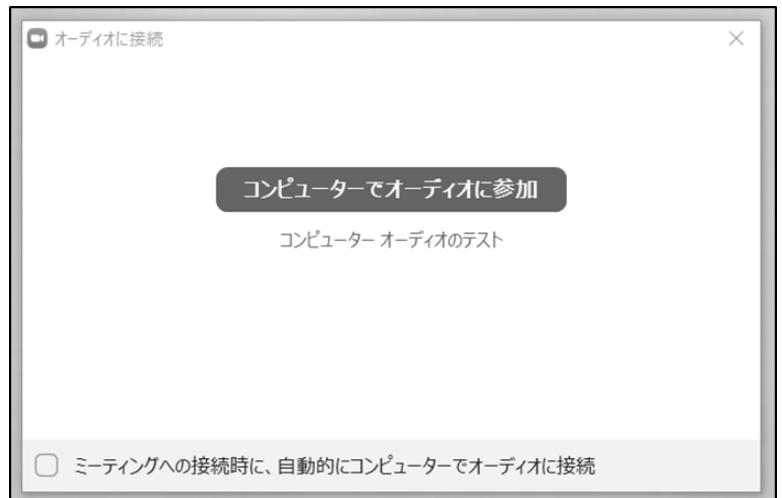 オーディオに接続
コンピューターでオーディオに参加
コンピューター オーディオのテスト
ミーティングへの接続時に、自動的にコンピューターでオーディオに接続